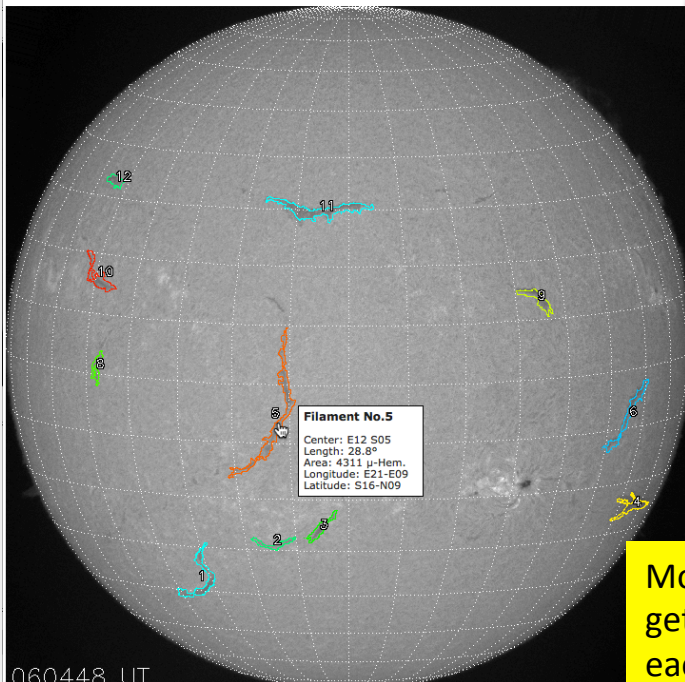 12
11
10
9
8
5
Filament No.5
Center: E12 S05
Length: 28.8°
Area: 4311 μ-Hem.
Longitude: E21-E09
Latitude: S16-N09
6
4
3
2
1
060448 UT
get